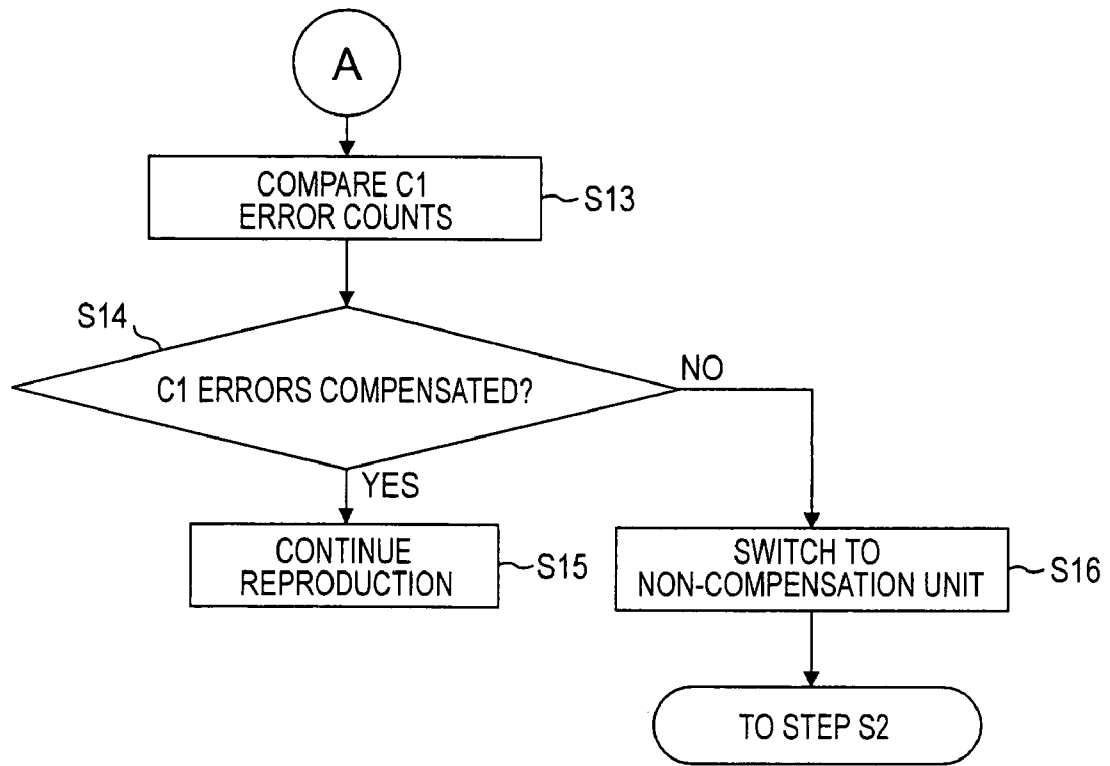 A
COMPARE C1
ERROR COUNTS
S13
S14
C1 ERRORS COMPENSATED?
NO
YES
CONTINUE
REPRODUCTION
S15
SWITCH TO
NON-COMPENSATION UNIT
S16
TO STEP S2